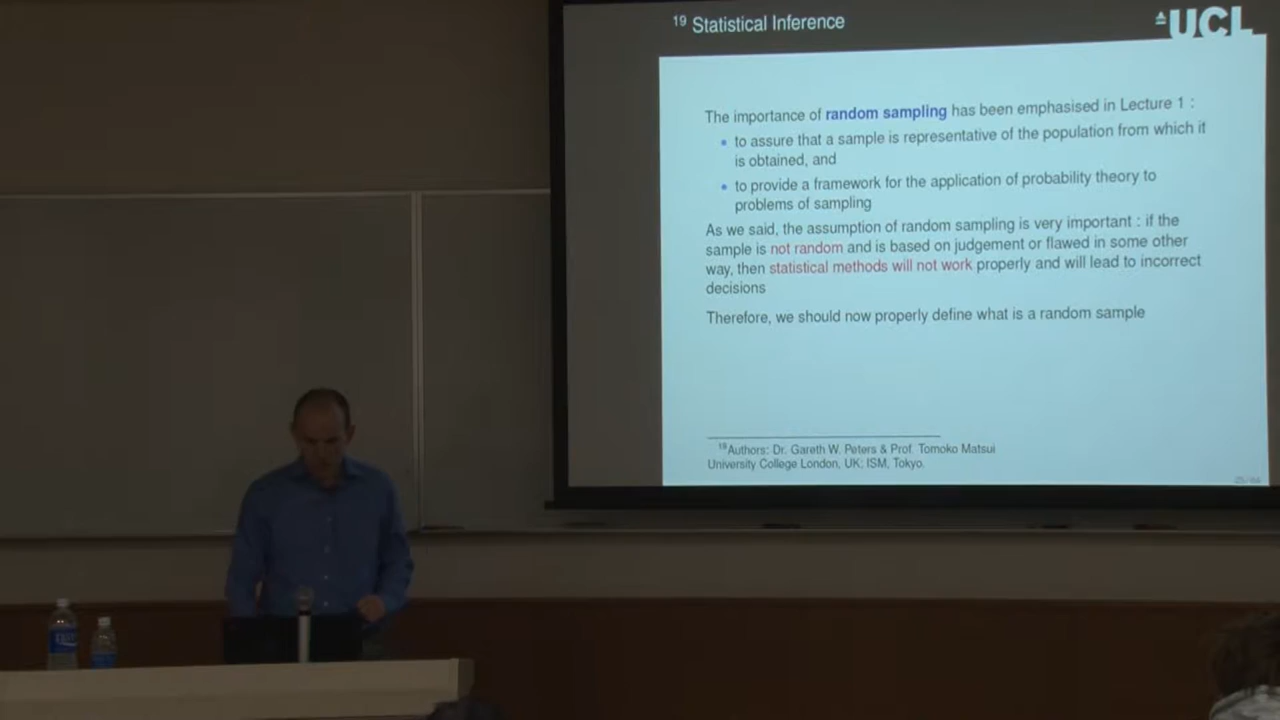 19 Statistical Inference
UCL
The importance of random sampling has been emphasised in Lecture 1 :
• to assure that a sample is representative of the population from which it
is obtained, and
• to provide a framework for the application of probability theory to
problems of sampling
As we said, the assumption of random sampling is very important : if the
sample is not random and is based on judgement or flawed in some other
way, then statistical methods will not work properly and will lead to incorrect
decisions
Therefore, we should now properly define what is a random sample
19Authors: Dr. Gareth W. Peters & Prof. Tomoko Matsui
University College London, UK: ISM, Tokyo.